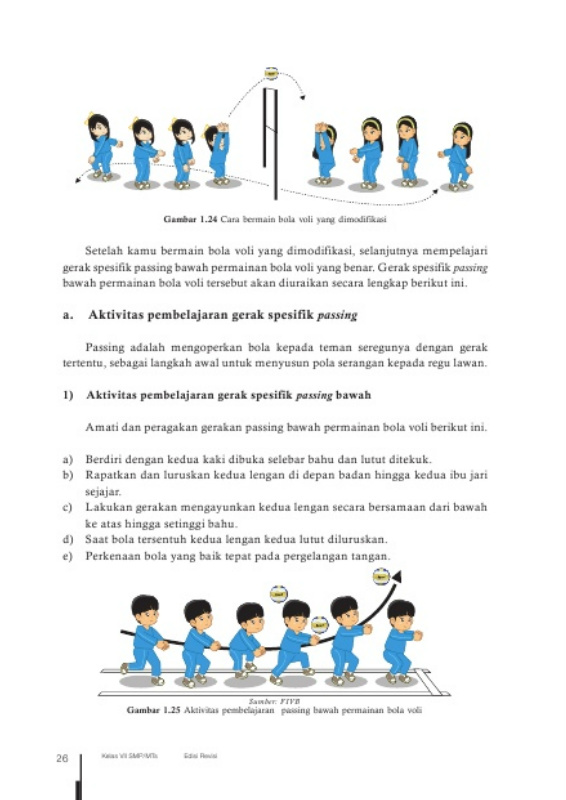 Gambar 1.24 Cara bermain bola voli yang dimodifikasi
Setelah kamu bermain bola voli yang dimodifikasi, selanjutnya mempelajari
gerak spesifik passing bawah permainan bola voli yang benar. Gerak spesifik passing
bawah permainan bola voli tersebut akan diuraikan secara lengkap berikut ini.
a. Aktivitas pembelajaran gerak spesifik passing
Passing adalah mengoperkan bola kepada teman seregunya dengan gerak
tertentu, sebagai langkah awal untuk menyusun pola serangan kepada regu lawan.
1) Aktivitas pembelajaran gerak spesifik passing bawah
Amati dan peragakan gerakan passing bawah permainan bola voli berikut ini.
a) Berdiri dengan kedua kaki dibuka selebar bahu dan lutut ditekuk.
b) Rapatkan dan luruskan kedua lengan di depan badan hingga kedua ibu jari
sejajar.
c) Lakukan gerakan mengayunkan kedua lengan secara bersamaan dari bawah
ke atas hingga setinggi bahu.
d) Saat bola tersentuh kedua lengan kedua lutut diluruskan.
e) Perkenaan bola yang baik tepat pada pergelangan tangan.
Sumber: FIVB
Gambar 1.25 Aktivitas pembelajaran passing bawah permainan bola voli
26 Kelas VII SMP/MTs Edisi Revisi